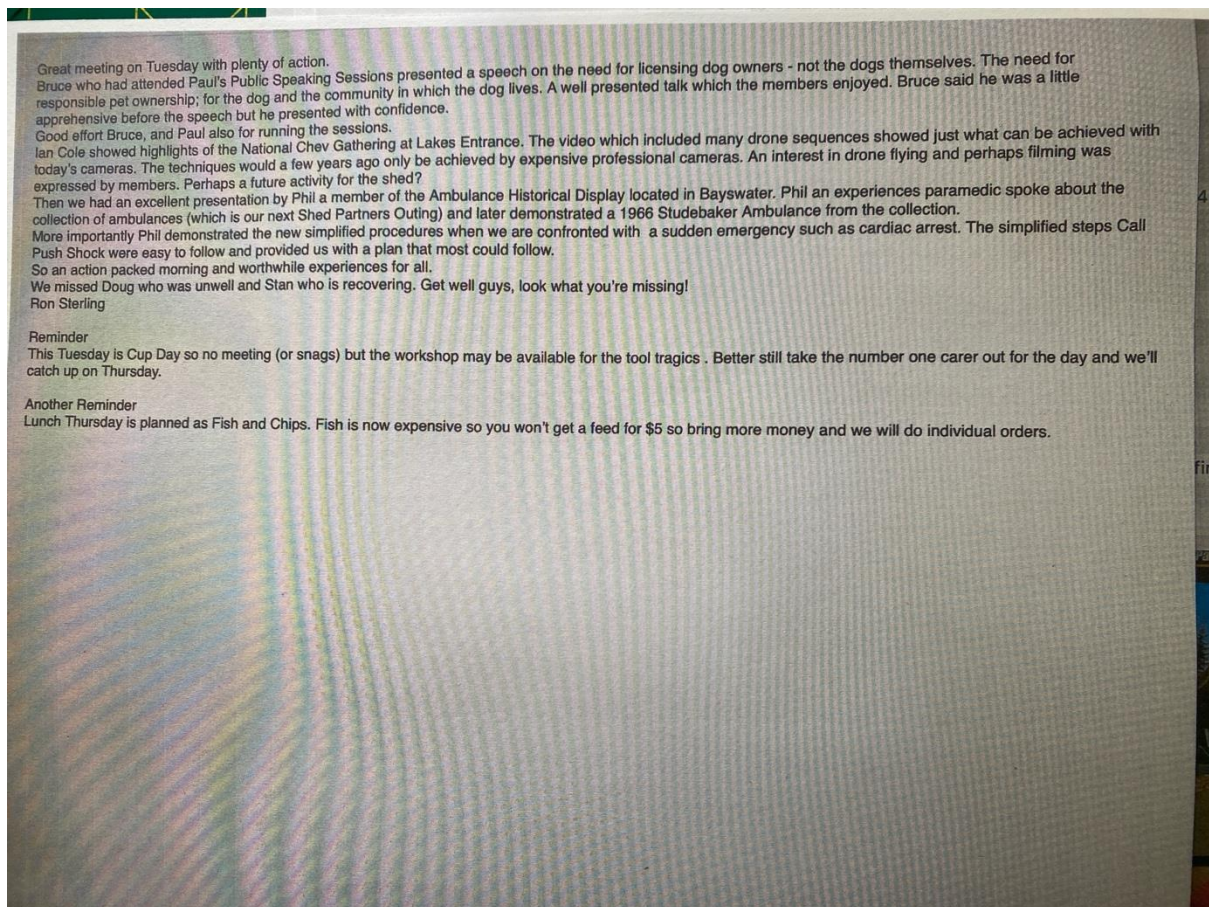 Great meeting on Tuesday with plenty of action.
Bruce who had attended Paul's Public Speaking Sessions presented a speech on the need for licensing dog owners - not the dogs themselves. The need for
responsible pet ownership; for the dog and the community in which the dog lives. A well presented talk which the members enjoyed. Bruce said he was a little
apprehensive before the speech but he presented with confidence.
Good effort Bruce, and Paul also for running the sessions.
Ian Cole showed highlights of the National Chev Gathering at Lakes Entrance. The video which included many drone sequences showed just what can be achieved with
today's cameras. The techniques would a few years ago only be achieved by expensive professional cameras. An interest in drone flying and perhaps filming was
expressed by members. Perhaps a future activity for the shed?
Then we had an excellent presentation by Phil a member of the Ambulance Historical Display located in Bayswater. Phil an experiences paramedic spoke about the
collection of ambulances (which is our next Shed Partners Outing) and later demonstrated a 1966 Studebaker Ambulance from the collection.
More importantly Phil demonstrated the new simplified procedures when we are confronted with a sudden emergency such as cardiac arrest. The simplified steps Call
Push Shock were easy to follow and provided us with a plan that most could follow.
So an action packed morning and worthwhile experiences for all.
We missed Doug who was unwell and Stan who is recovering. Get well guys, look what you're missing!
Ron Sterling
Reminder
This Tuesday is Cup Day so no meeting (or snags) but the workshop may be available for the tool tragics . Better still take the number one carer out for the day and we'll
catch up on Thursday.
Another Reminder
Lunch Thursday is planned as Fish and Chips. Fish is now expensive so you won't get a feed for $5 so bring more money and we will do individual orders.